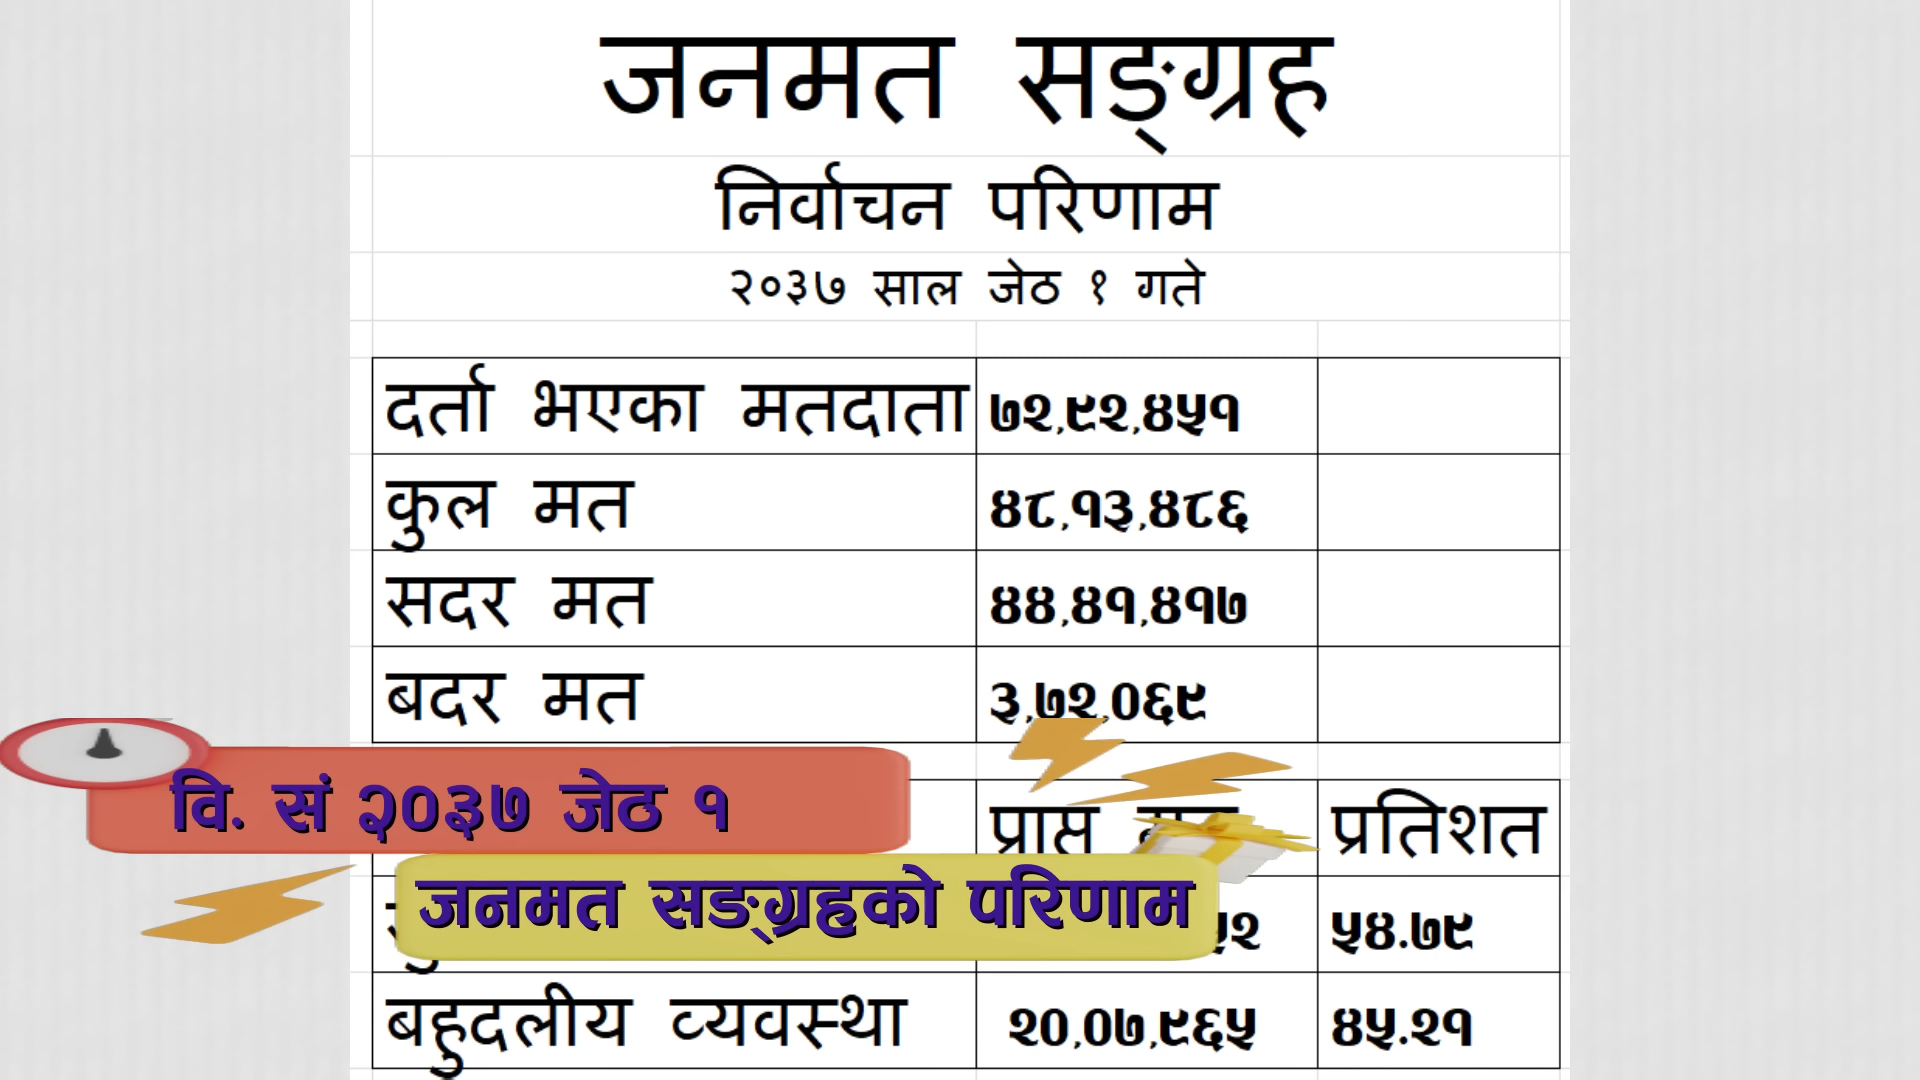 जनमत सङ्ग्रह
निर्वाचन परिणाम
२०३७ साल जेठ १ गते
दर्ता भएका मतदाता ७२,९२,४५१
कुल मत ४८,१३,४८६
सदर मत ४४,४१,४१७
बदर मत ३,७२,०६९
वि. सं २०३७ जेठ १
प्राप्त प्रतिशत
जनमत सङ्ग्रहको परिणाम
५४.७९
बहुदलीय व्यवस्था २०,०७,९६५ ४५.२१